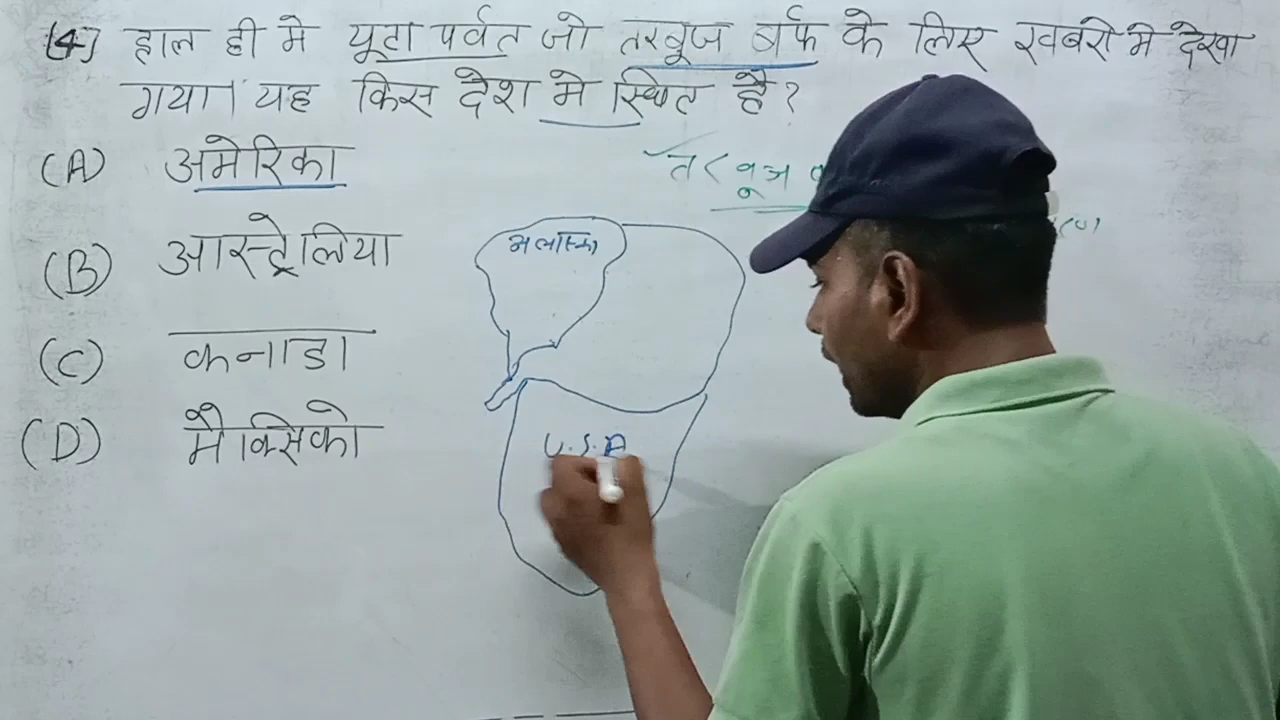 (4) हाल ही मे यूटा पर्वत जो तरबूज बर्फ के लिए खबरो मे देखा
गया। यह किस देश मे स्थित है?
(A) अमेरिका
(B) आस्ट्रेलिया
(C) कनाडा
(D) मैक्सिको
तरबूज
अलास्का
U.S.A